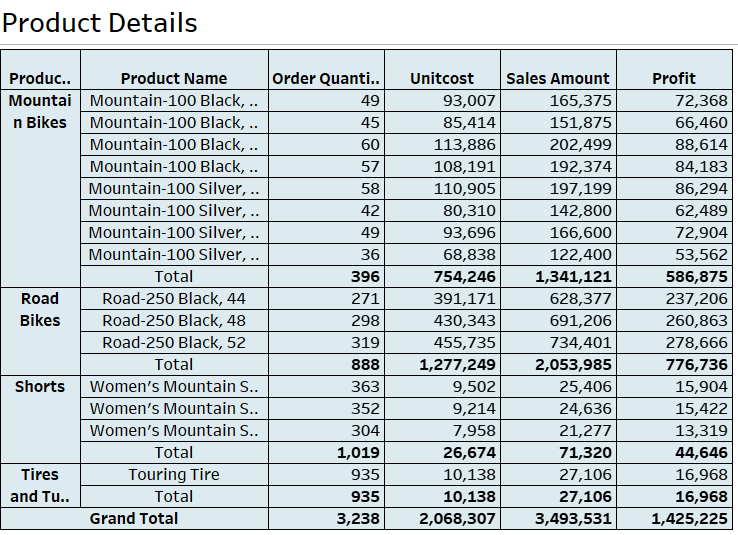 Product Details
Produc.. Product Name Order Quanti.. Unitcost Sales Amount Profit
Mountai Mountain-100 Black, .. 49 93,007 165,375 72,368
n Bikes Mountain-100 Black, .. 45 85,414 151,875 66,460
Mountain-100 Black, .. 60 113,886 202,499 88,614
Mountain-100 Black, .. 57 108,191 192,374 84,183
Mountain-100 Silver, .. 58 110,905 197,199 86,294
Mountain-100 Silver, .. 42 80,310 142,800 62,489
Mountain-100 Silver, .. 49 93,696 166,600 72,904
Mountain-100 Silver, .. 36 68,838 122,400 53,562
Total 396 754,246 1,341,121 586,875
Road Road-250 Black, 44 271 391,171 628,377 237,206
Bikes Road-250 Black, 48 298 430,343 691,206 260,863
Road-250 Black, 52 319 455,735 734,401 278,666
Total 888 1,277,249 2,053,985 776,736
Shorts Women's Mountain S.. 363 9,502 25,406 15,904
Women's Mountain S.. 352 9,214 24,636 15,422
Women's Mountain S.. 304 7,958 21,277 13,319
Total 1,019 26,674 71,320 44,646
Tires Touring Tire 935 10,138 27,106 16,968
and Tu.. Total 935 10,138 27,106 16,968
Grand Total 3,238 2,068,307 3,493,531 1,425,225